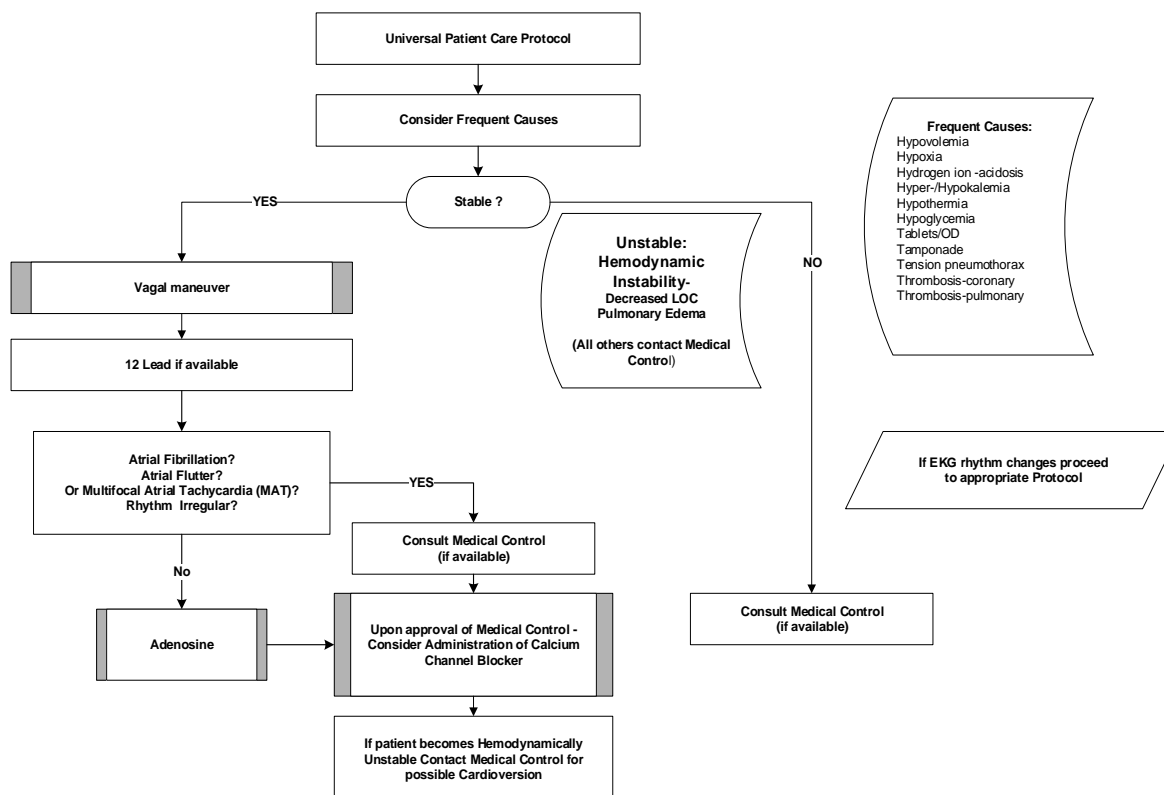 Universal Patient Care Protocol
Consider Frequent Causes
Stable ?
YES
NO
Frequent Causes:
Hypovolemia
Hypoxia
Hydrogen ion -acidosis
Hyper-/Hypokalemia
Hypothermia
Hypoglycemia
Tablets/OD
Tamponade
Tension pneumothorax
Thrombosis-coronary
Thrombosis-pulmonary
Unstable:
Hemodynamic
Instability-
Decreased LOC
Pulmonary Edema
(All others contact Medical
Control)
Vagal maneuver
12 Lead if available
Atrial Fibrillation?
Atrial Flutter?
Or Multifocal Atrial Tachycardia (MAT)?
Rhythm Irregular?
YES
If EKG rhythm changes proceed
to appropriate Protocol
Consult Medical Control
(if available)
No
Adenosine
Upon approval of Medical Control -
Consider Administration of Calcium
Channel Blocker
Consult Medical Control
(if available)
If patient becomes Hemodynamically
Unstable Contact Medical Control for
possible Cardioversion